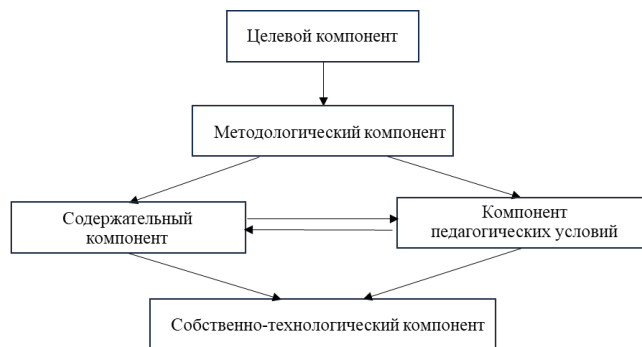 Целевой компонент
Методологический компонент
Содержательный
компонент
Компонент
педагогических условий
Собственно-технологический компонент